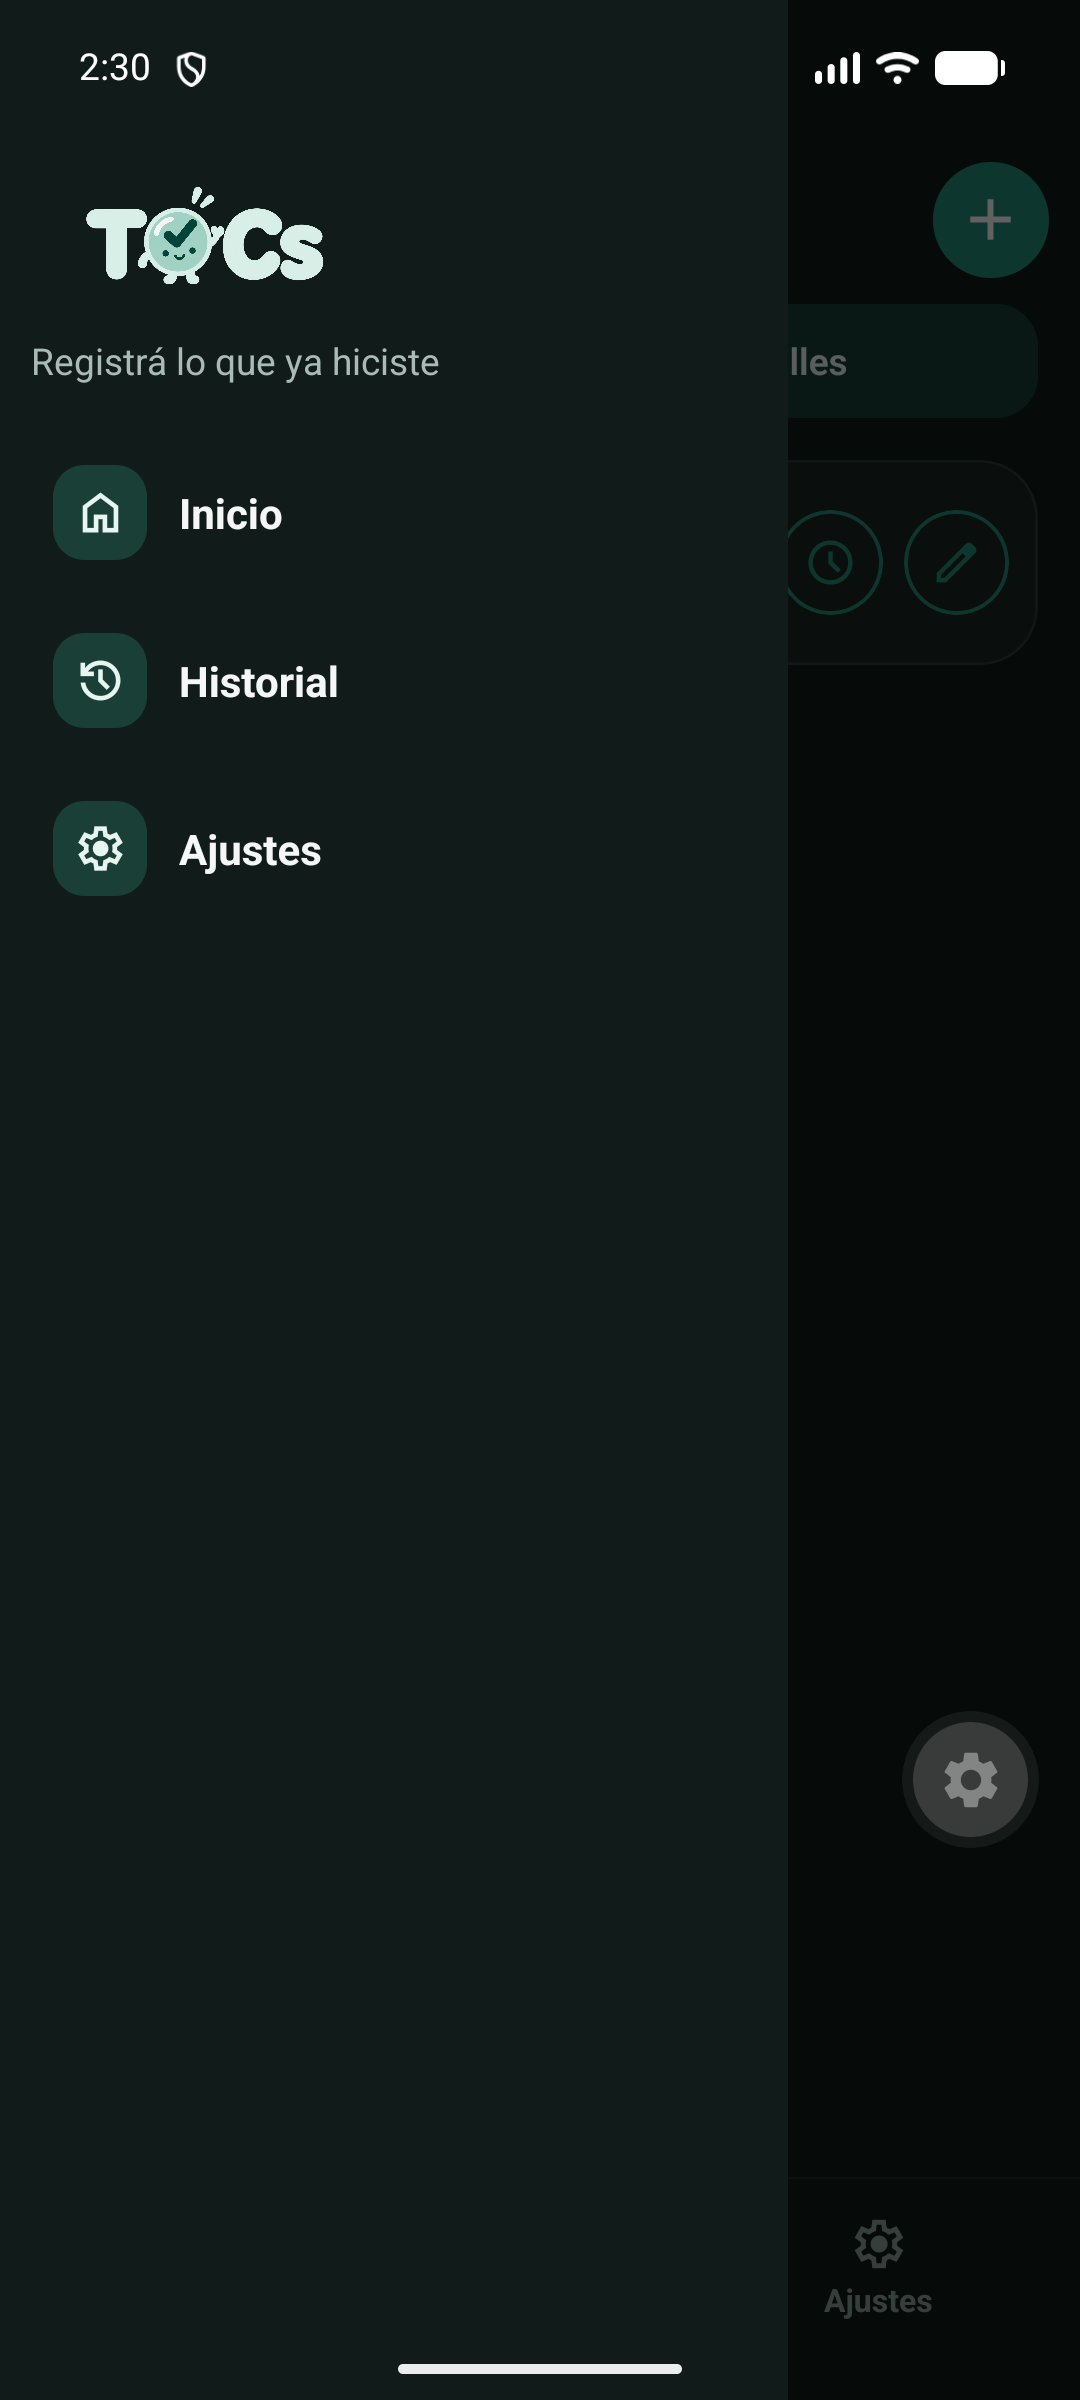 2:30
TOCs
Registrá lo que ya hiciste
lles
Inicio
Historial
Ajustes
Ajustes